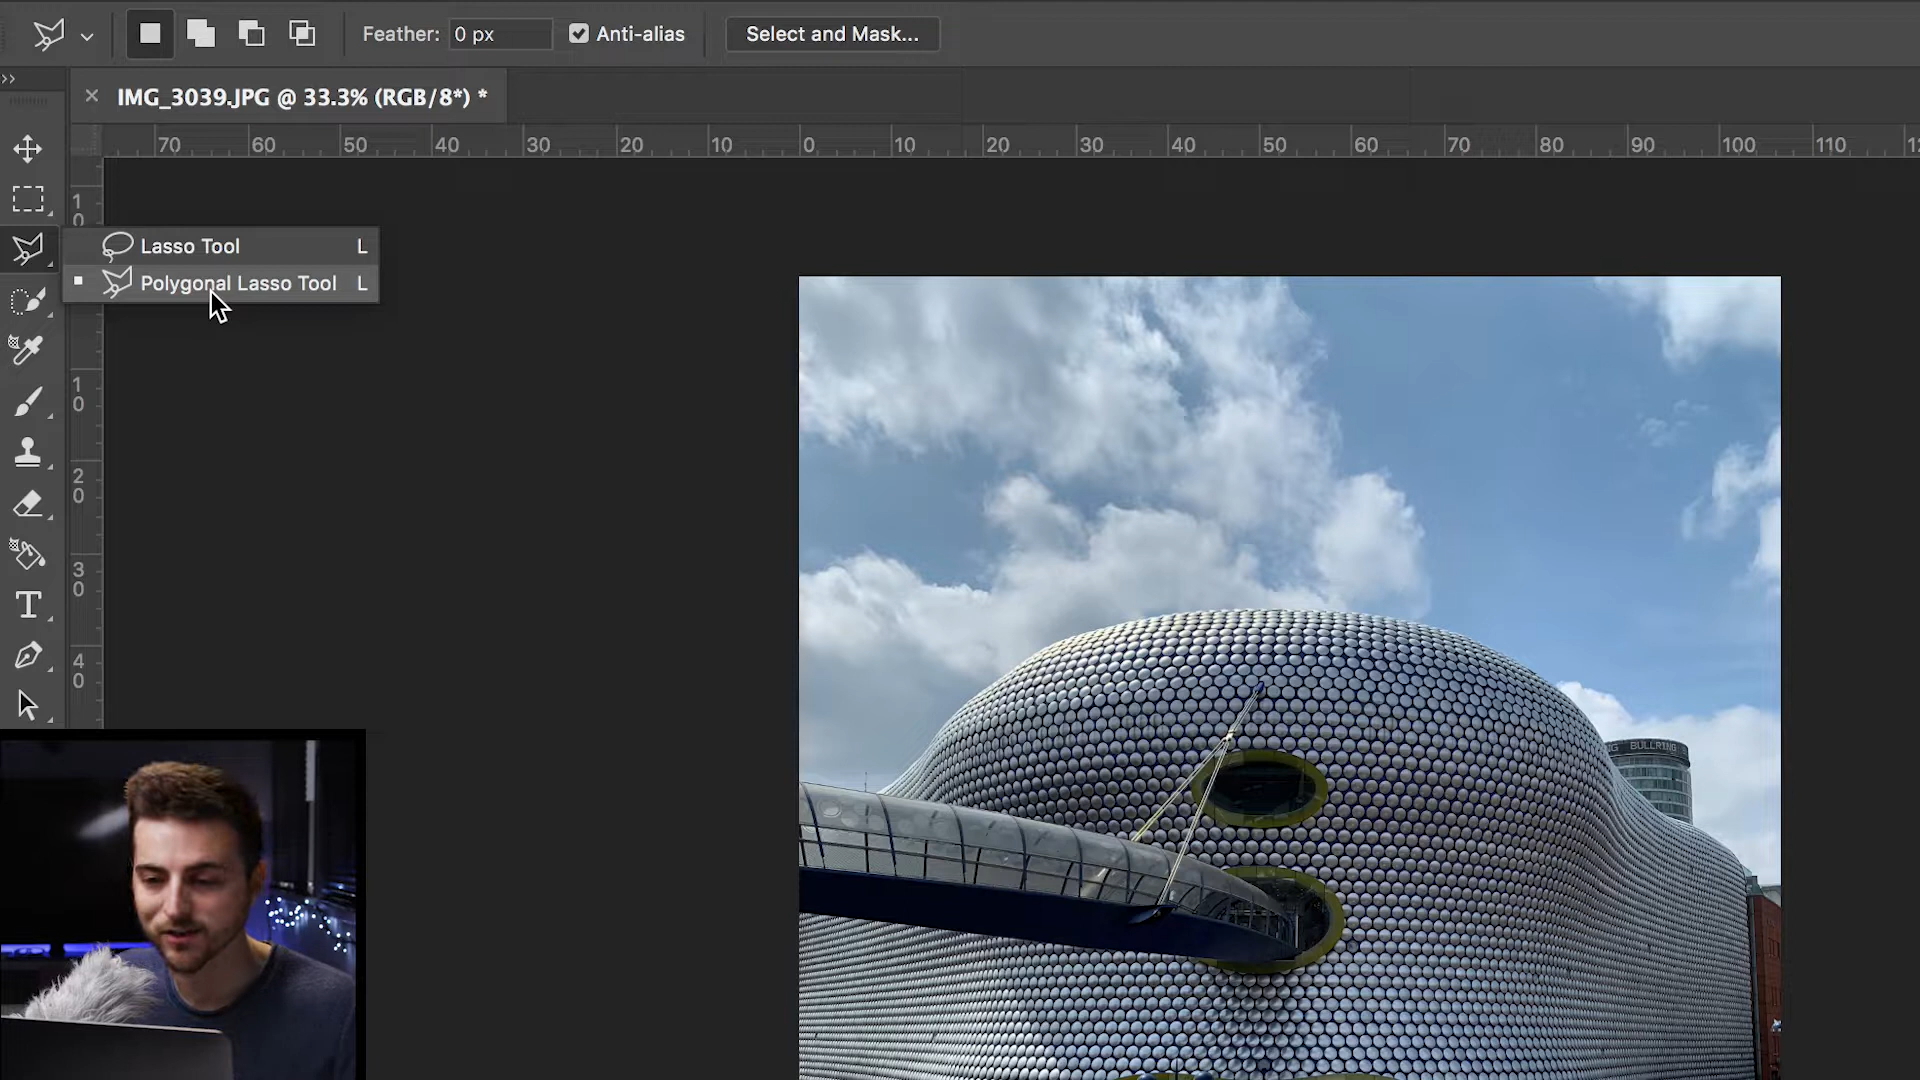 Feather: 0 px Anti-alias Select and Mask...
IMG_3039.JPG @ 33.3% (RGB/8*) *
70 60 50 40 30 20 10 0 10 20 30 40 50 60 70 80 90 100 110
1
0
Lasso Tool L
Polygonal Lasso Tool L
1
0
2
0
3
0
4
0
BULLRING